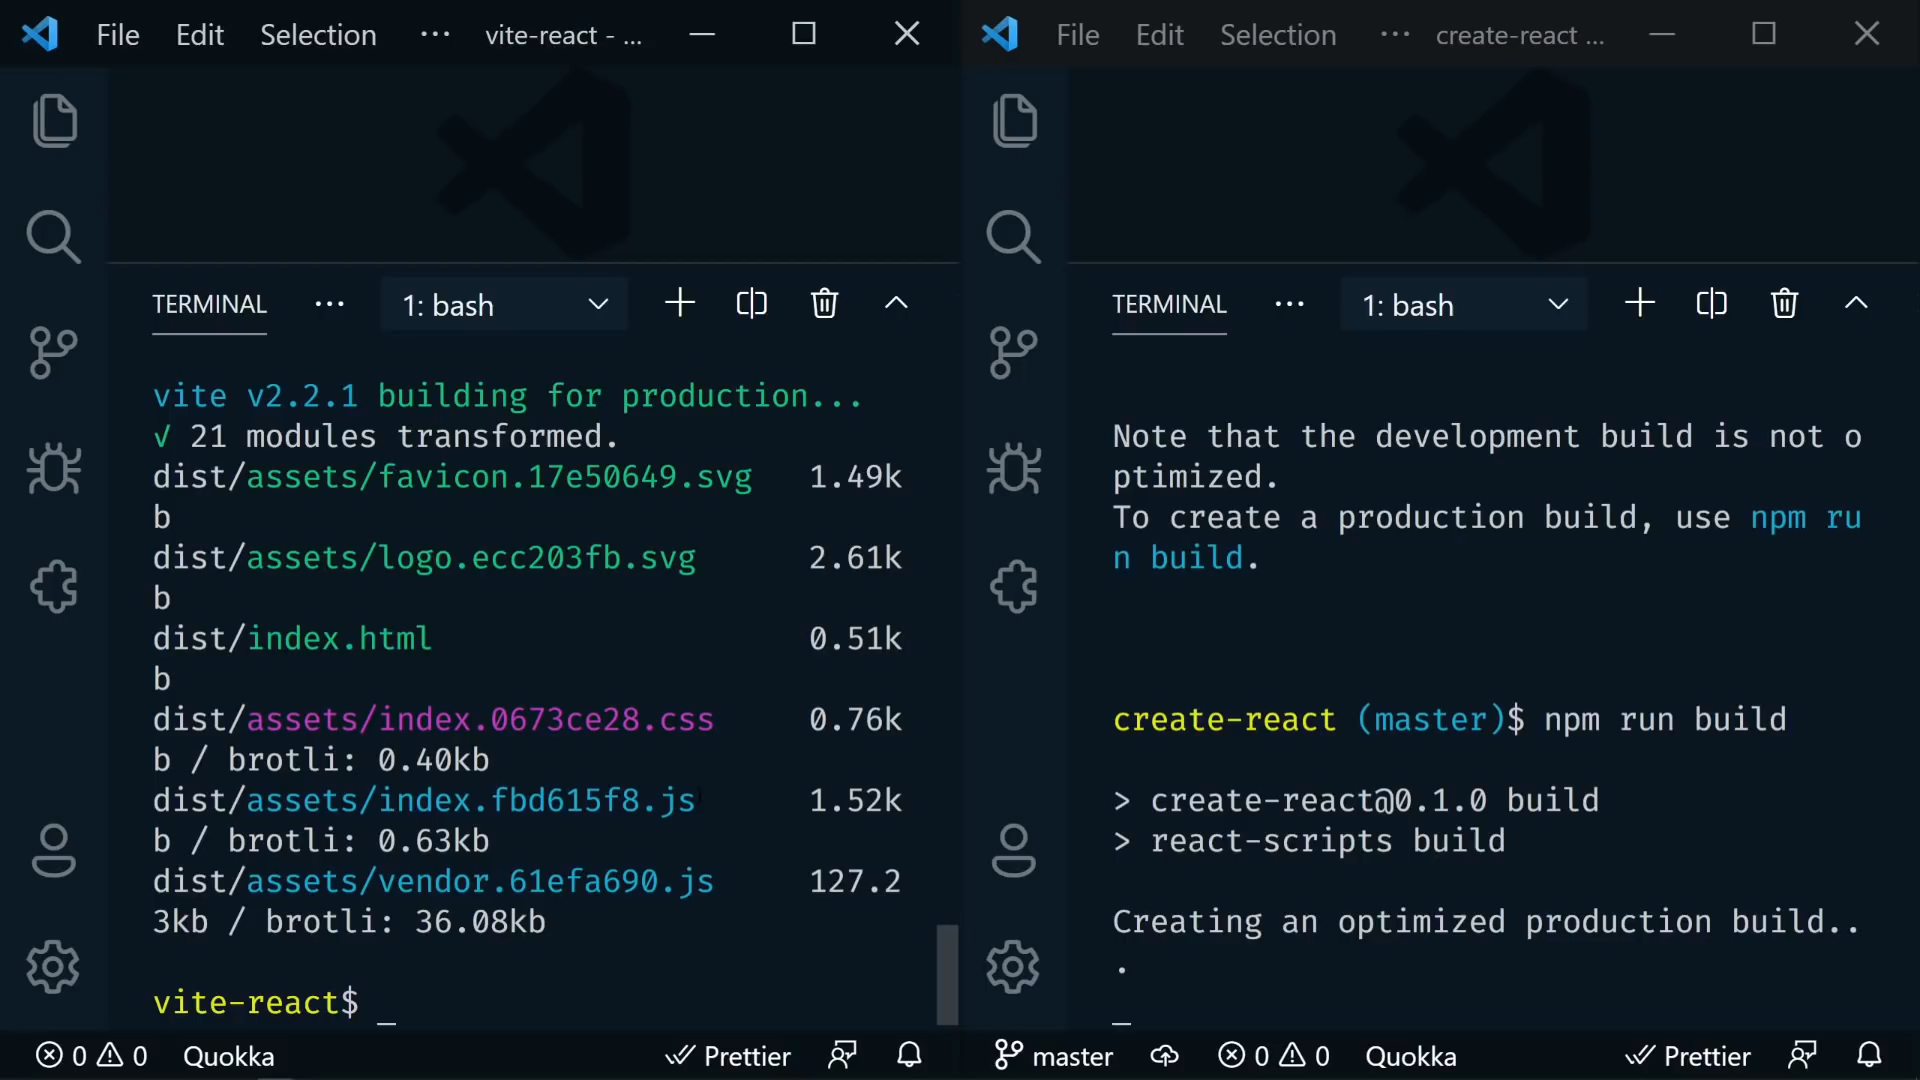 File Edit Selection ··· vite-react - ...
TERMINAL ··· 1: bash
vite v2.2.1 building for production...
√ 21 modules transformed.
dist/assets/favicon.17e50649.svg 1.49k
b
dist/assets/logo.ecc203fb.svg 2.61k
b
dist/index.html 0.51k
b
dist/assets/index.0673ce28.css 0.76k
b / brotli: 0.40kb
dist/assets/index.fbd615f8.js 1.52k
b / brotli: 0.63kb
dist/assets/vendor.61efa690.js 127.2
3kb / brotli: 36.08kb
vite-react$ _
0 0 Quokka Prettier
File Edit Selection ··· create-react ...
TERMINAL ··· 1: bash
Note that the development build is not o
ptimized.
To create a production build, use npm ru
n build.
create-react (master)$ npm run build
> create-react@0.1.0 build
> react-scripts build
Creating an optimized production build..
.
_
master 0 0 Quokka Prettier